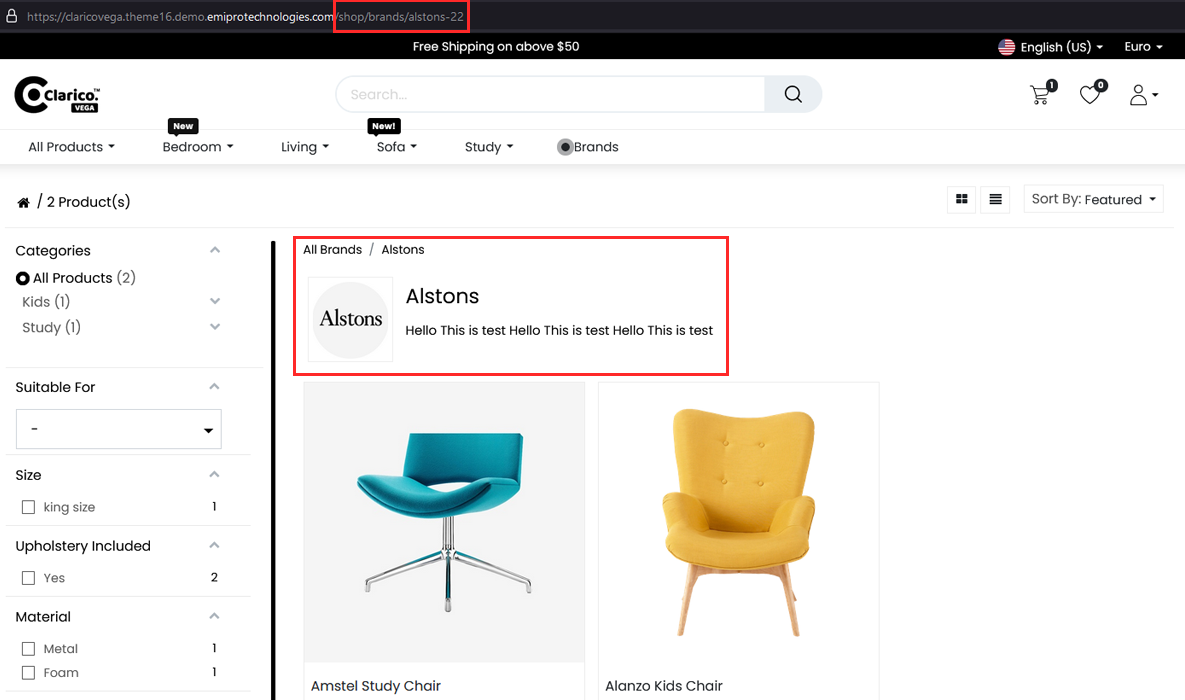 https://claricovega.theme16.demo.emiprotechnologies.com/shop/brands/alstons-22
Free Shipping on above $50
English (US)
Euro
Clarico.™
VEGA
Search...
1
0
All Products
New
Bedroom
Living
New!
Sofa
Study
Brands
/ 2 Product(s)
Sort By: Featured
Categories
All Products (2)
Kids (1)
Study (1)
Suitable For
-
Size
king size 1
Upholstery Included
Yes 2
Material
Metal 1
Foam 1
All Brands / Alstons
Alstons
Alstons
Hello This is test Hello This is test Hello This is test
Amstel Study Chair
Alanzo Kids Chair